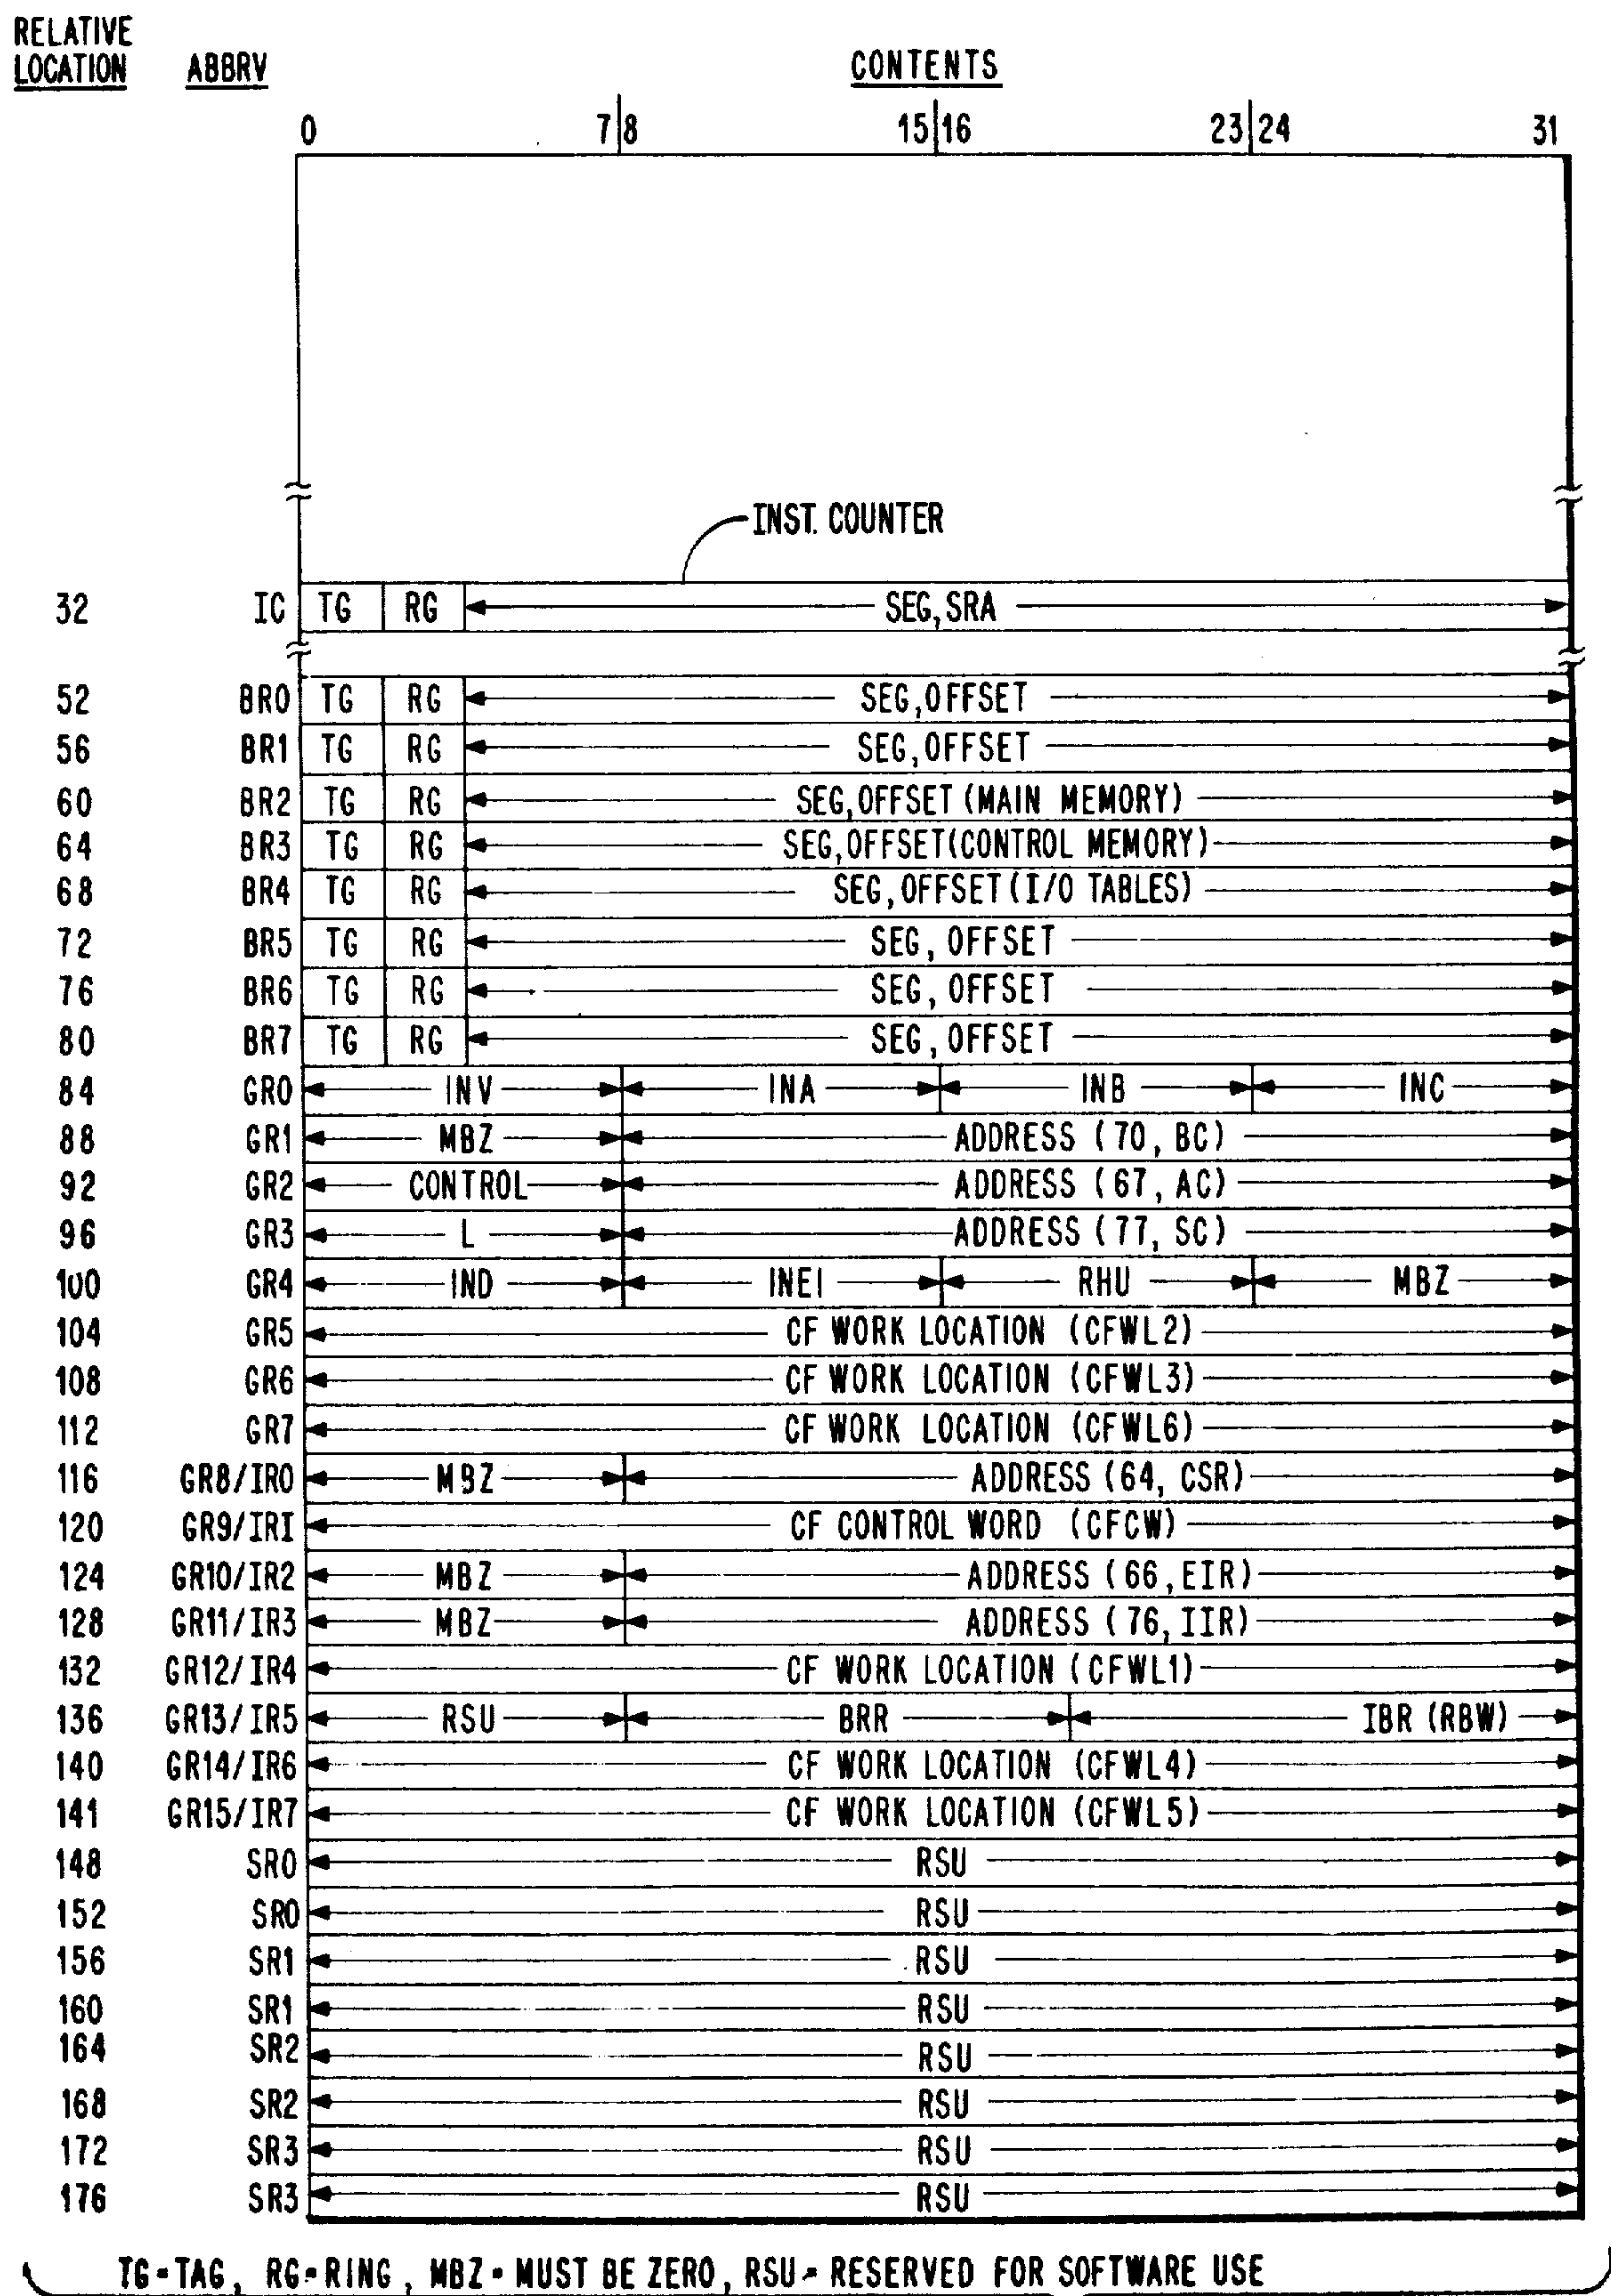 RELATIVE
LOCATION ABBRV CONTENTS
0 7 8 15 16 23 24 31
INST. COUNTER
32 IC TG RG SEG,SRA
52 BR0 TG RG SEG,OFFSET
56 BR1 TG RG SEG,OFFSET
60 BR2 TG RG SEG,OFFSET (MAIN MEMORY)
64 BR3 TG RG SEG,OFFSET(CONTROL MEMORY)
68 BR4 TG RG SEG,OFFSET(I/O TABLES)
72 BR5 TG RG SEG, OFFSET
76 BR6 TG RG SEG, OFFSET
80 BR7 TG RG SEG, OFFSET
84 GR0 INV INA INB INC
88 GR1 MBZ ADDRESS (70, BC)
92 GR2 CONTROL ADDRESS (67, AC)
96 GR3 L ADDRESS (77, SC)
100 GR4 IND INEI RHU MBZ
104 GR5 CF WORK LOCATION (CFWL2)
108 GR6 CF WORK LOCATION (CFWL3)
112 GR7 CF WORK LOCATION (CFWL6)
116 GR8/IR0 MBZ ADDRESS (64, CSR)
120 GR9/IRI CF CONTROL WORD (CFCW)
124 GR10/IR2 MBZ ADDRESS (66, EIR)
128 GR11/IR3 MBZ ADDRESS (76, IIR)
132 GR12/IR4 CF WORK LOCATION (CFWL1)
136 GR13/IR5 RSU BRR IBR (RBW)
140 GR14/IR6 CF WORK LOCATION (CFWL4)
141 GR15/IR7 CF WORK LOCATION (CFWL5)
148 SR0 RSU
152 SR0 RSU
156 SR1 RSU
160 SR1 RSU
164 SR2 RSU
168 SR2 RSU
172 SR3 RSU
176 SR3 RSU
TG=TAG, RG=RING, MBZ=MUST BE ZERO, RSU=RESERVED FOR SOFTWARE USE